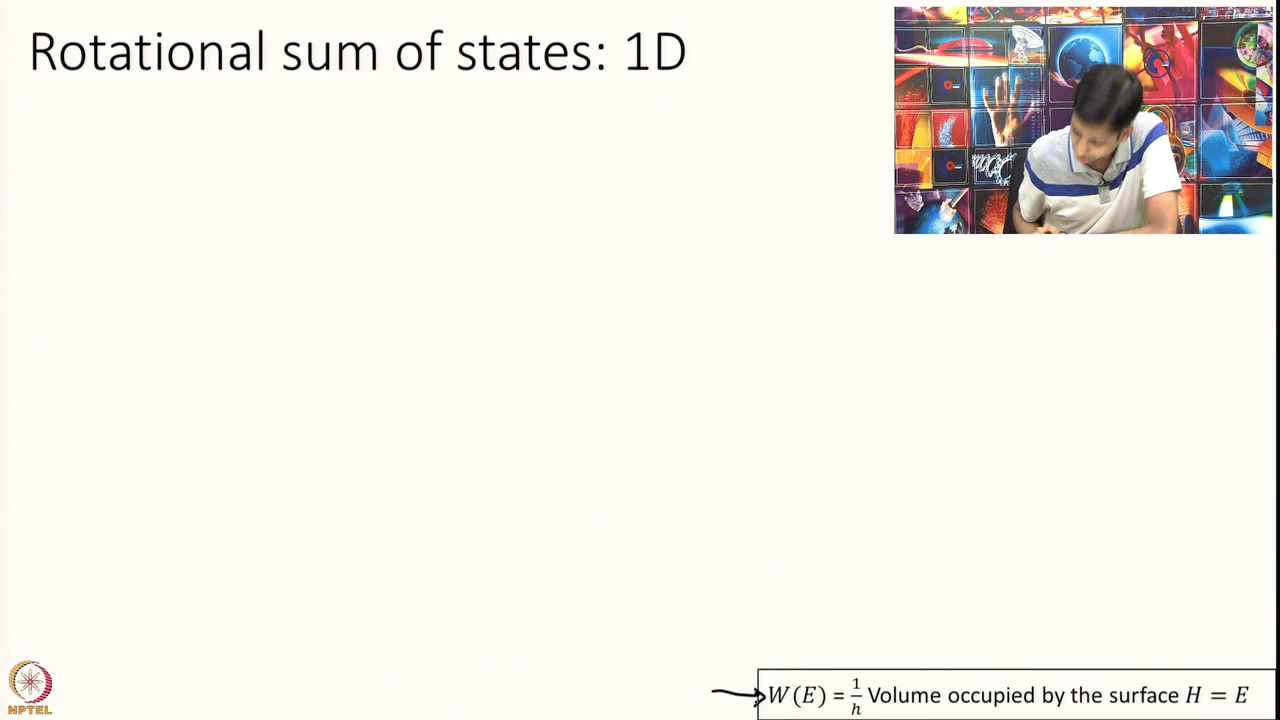 Rotational sum of states: 1D
W(E) = 1/h Volume occupied by the surface H = E
NPTEL